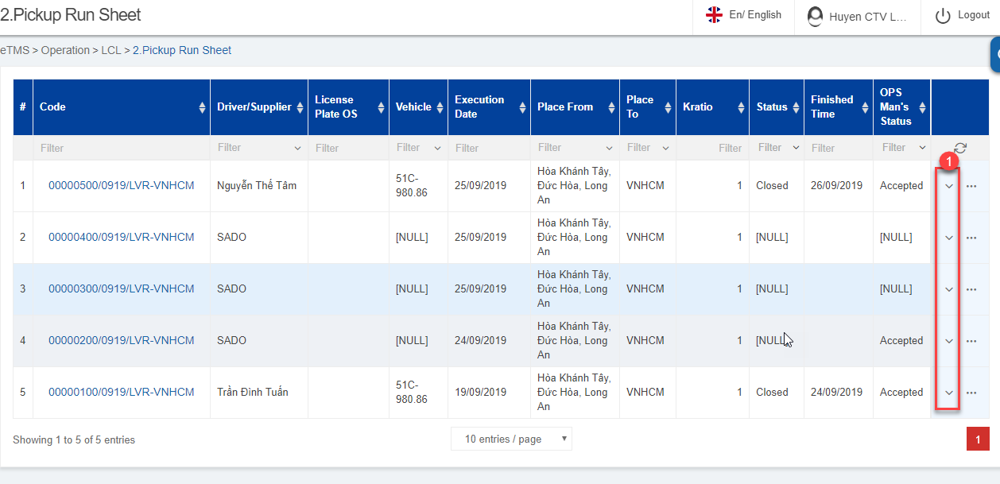 2.Pickup Run Sheet
En/ English
Huyen CTV L...
Logout
eTMS > Operation > LCL > 2.Pickup Run Sheet
# Code Driver/Supplier License Plate OS Vehicle Execution Date Place From Place To Kratio Status Finished Time OPS Man's Status
Filter Filter Filter Filter Filter Filter Filter Filter Filter Filter Filter
1
1 00000500/0919/LVR-VNHCM Nguyễn Thế Tâm 51C-980.86 25/09/2019 Hòa Khánh Tây, Đức Hòa, Long An VNHCM 1 Closed 26/09/2019 Accepted ...
2 00000400/0919/LVR-VNHCM SADO [NULL] 25/09/2019 Hòa Khánh Tây, Đức Hòa, Long An VNHCM 1 [NULL] [NULL] ...
3 00000300/0919/LVR-VNHCM SADO [NULL] 25/09/2019 Hòa Khánh Tây, Đức Hòa, Long An VNHCM 1 [NULL] [NULL] ...
4 00000200/0919/LVR-VNHCM SADO [NULL] 24/09/2019 Hòa Khánh Tây, Đức Hòa, Long An VNHCM 1 [NULL] Accepted ...
5 00000100/0919/LVR-VNHCM Trần Đình Tuấn 51C-980.86 19/09/2019 Hòa Khánh Tây, Đức Hòa, Long An VNHCM 1 Closed 24/09/2019 Accepted ...
Showing 1 to 5 of 5 entries
10 entries / page
1